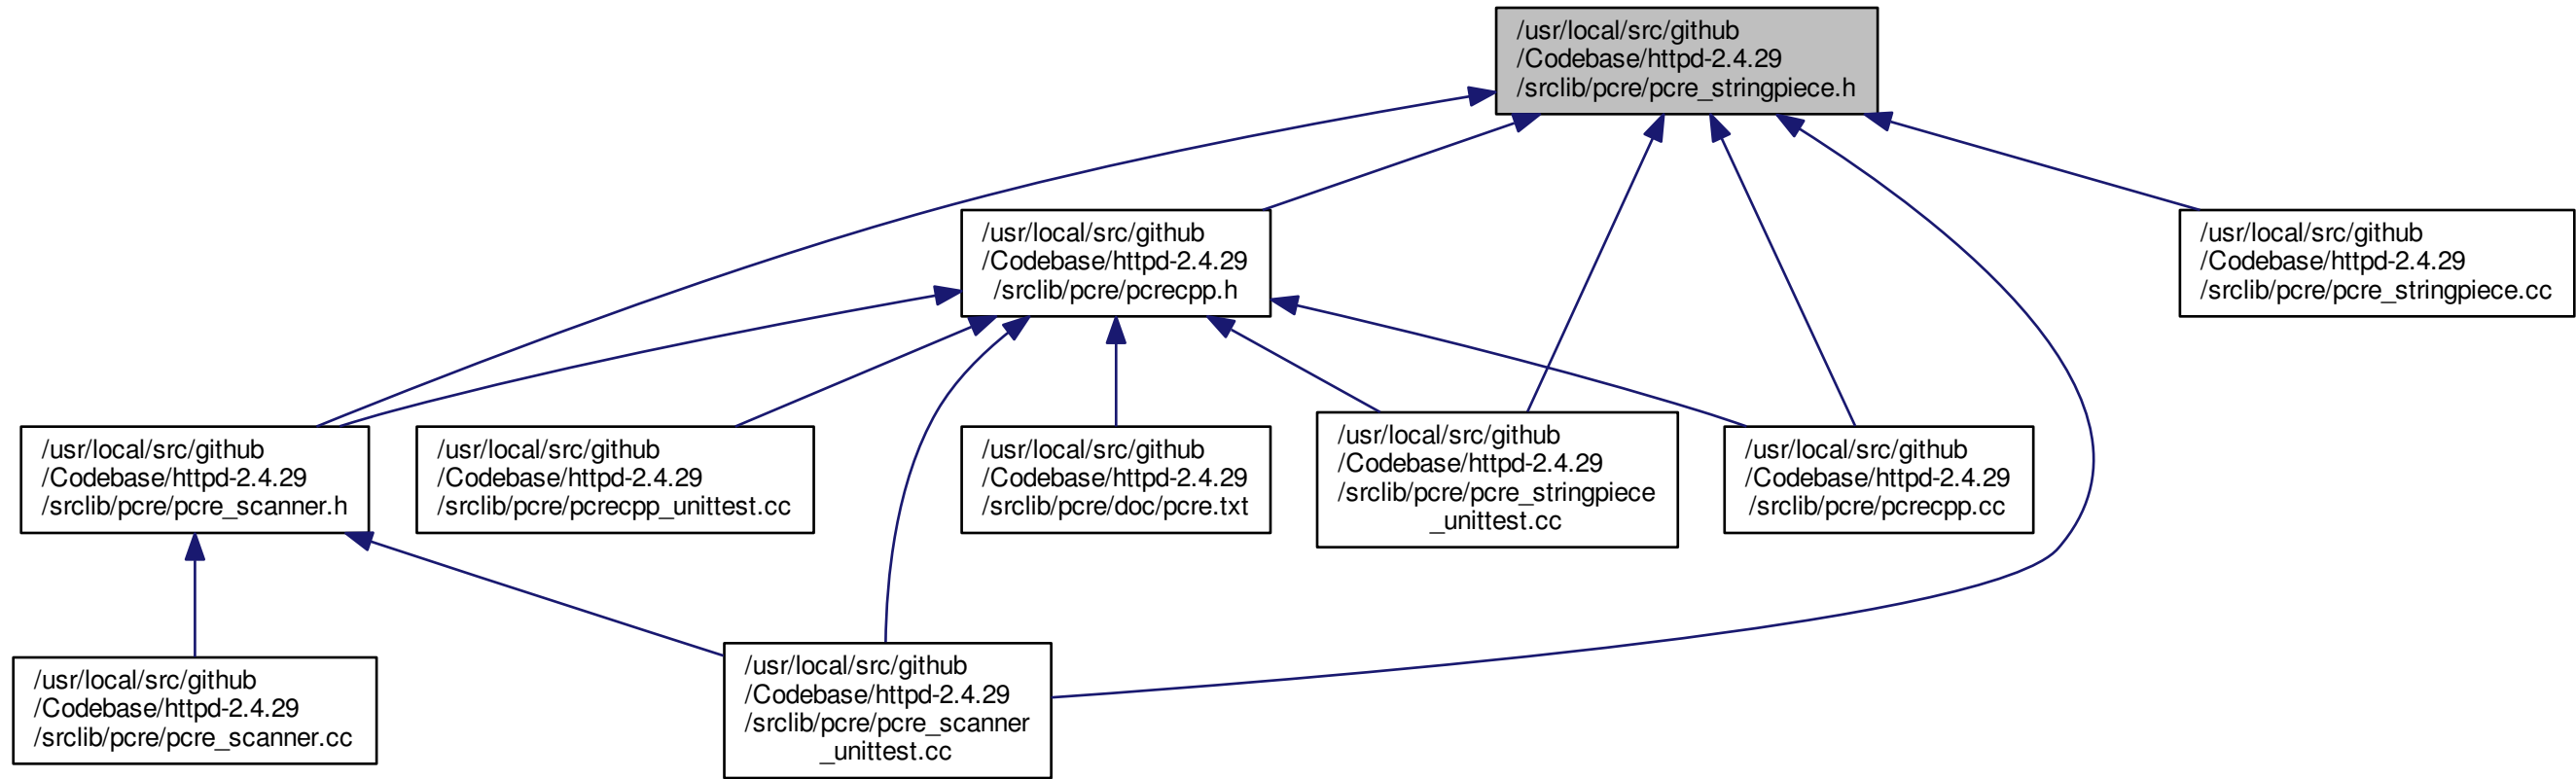 /usr/local/src/github
/Codebase/httpd-2.4.29
/srclib/pcre/pcre_stringpiece.h
/usr/local/src/github
/Codebase/httpd-2.4.29
/srclib/pcre/pcrecpp.h
/usr/local/src/github
/Codebase/httpd-2.4.29
/srclib/pcre/pcre_stringpiece.cc
/usr/local/src/github
/Codebase/httpd-2.4.29
/srclib/pcre/pcre_scanner.h
/usr/local/src/github
/Codebase/httpd-2.4.29
/srclib/pcre/pcrecpp_unittest.cc
/usr/local/src/github
/Codebase/httpd-2.4.29
/srclib/pcre/doc/pcre.txt
/usr/local/src/github
/Codebase/httpd-2.4.29
/srclib/pcre/pcre_stringpiece
_unittest.cc
/usr/local/src/github
/Codebase/httpd-2.4.29
/srclib/pcre/pcrecpp.cc
/usr/local/src/github
/Codebase/httpd-2.4.29
/srclib/pcre/pcre_scanner.cc
/usr/local/src/github
/Codebase/httpd-2.4.29
/srclib/pcre/pcre_scanner
_unittest.cc